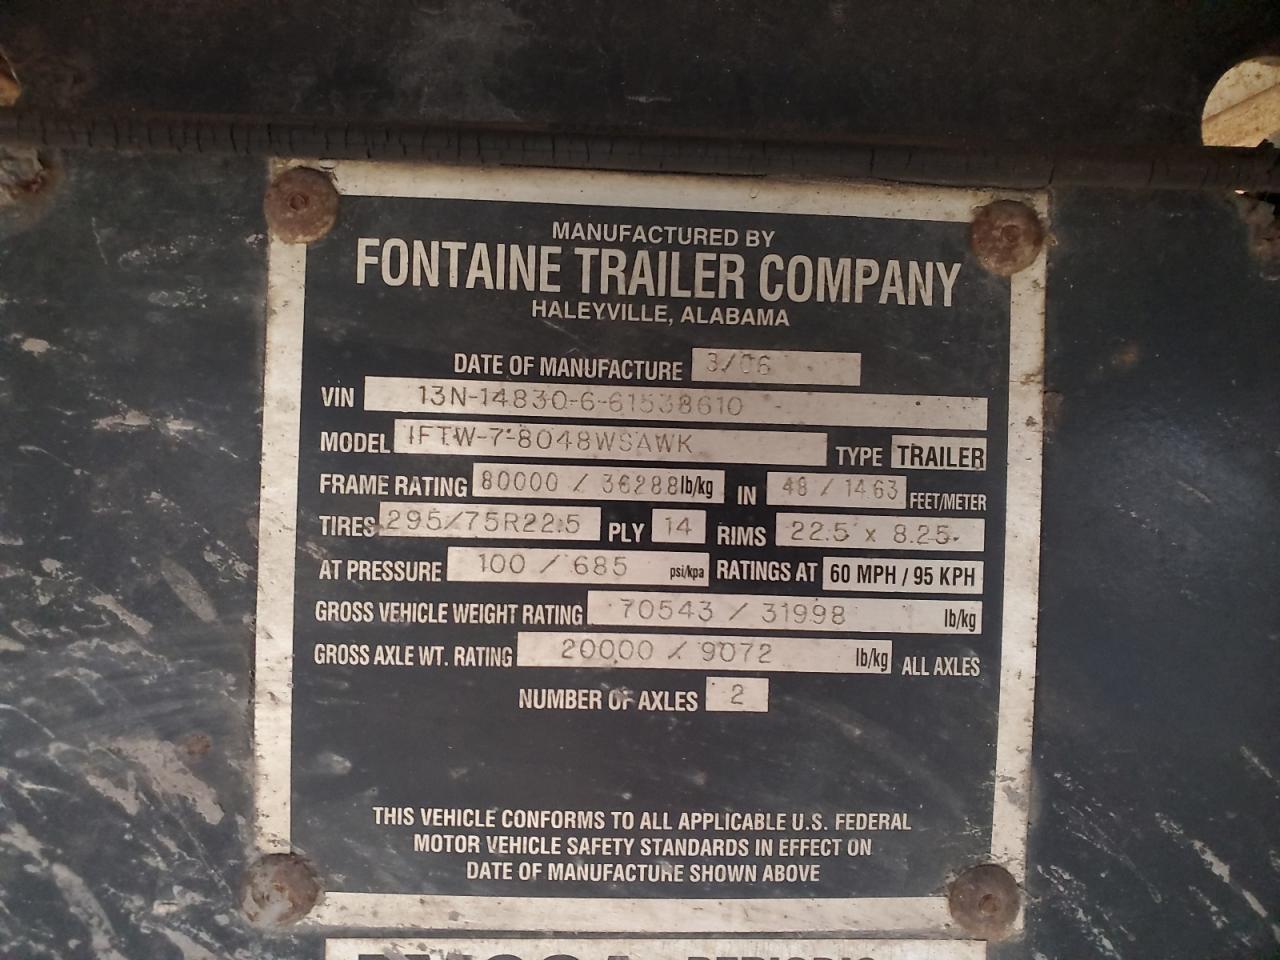 MANUFACTURED BY
FONTAINE TRAILER COMPANY
HALEYVILLE, ALABAMA
DATE OF MANUFACTURE 3/06
VIN 13N-14830-6-61538610
MODEL IFTW-7-8048WSAWK TYPE TRAILER
FRAME RATING 80000 / 36288 lb/kg IN 48 / 1463 FEET/METER
TIRES 295/75R22.5 PLY 14 RIMS 22.5 x 8.25
AT PRESSURE 100 / 685 psi/kpa RATINGS AT 60 MPH / 95 KPH
GROSS VEHICLE WEIGHT RATING 70543 / 31998 lb/kg
GROSS AXLE WT. RATING 20000 / 9072 lb/kg ALL AXLES
NUMBER OF AXLES 2
THIS VEHICLE CONFORMS TO ALL APPLICABLE U.S. FEDERAL
MOTOR VEHICLE SAFETY STANDARDS IN EFFECT ON
DATE OF MANUFACTURE SHOWN ABOVE
PERIODIC